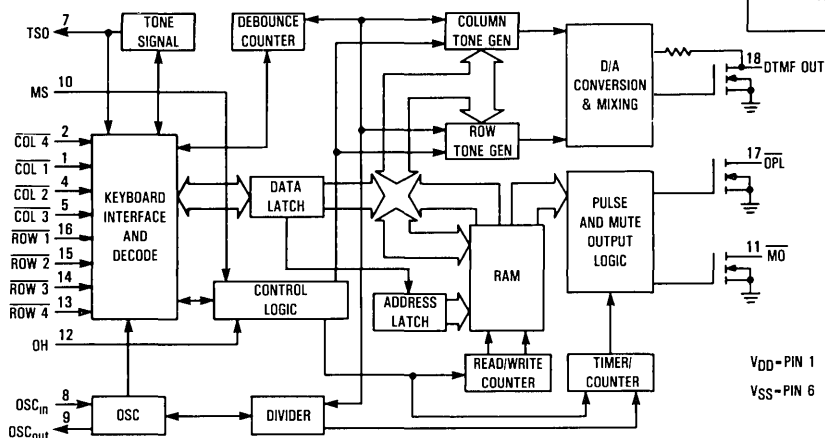 7
TSO
TONE
SIGNAL
DEBOUNCE
COUNTER
COLUMN
TONE GEN
D/A
CONVERSION
& MIXING
18
DTMF OUT
10
MS
ROW
TONE GEN
2
COL 4
1
COL 1
4
COL 2
5
COL 3
16
ROW 1
15
ROW 2
14
ROW 3
13
ROW 4
12
OH
KEYBOARD
INTERFACE
AND
DECODE
DATA
LATCH
CONTROL
LOGIC
ADDRESS
LATCH
RAM
PULSE
AND MUTE
OUTPUT
LOGIC
17
OPL
11
MO
READ/WRITE
COUNTER
TIMER/
COUNTER
8
OSCin
9
OSCout
OSC
DIVIDER
VDD=PIN 1
VSS=PIN 6